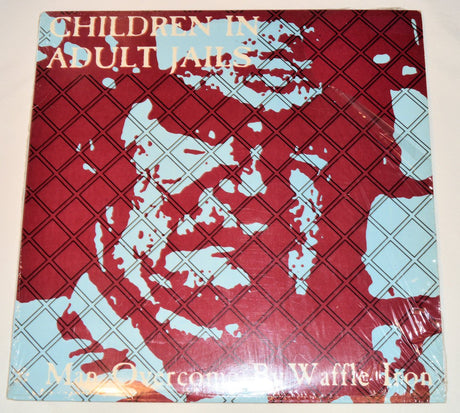 CHILDREN IN
ADULT JAILS
Man Overcome By Waffle Iron